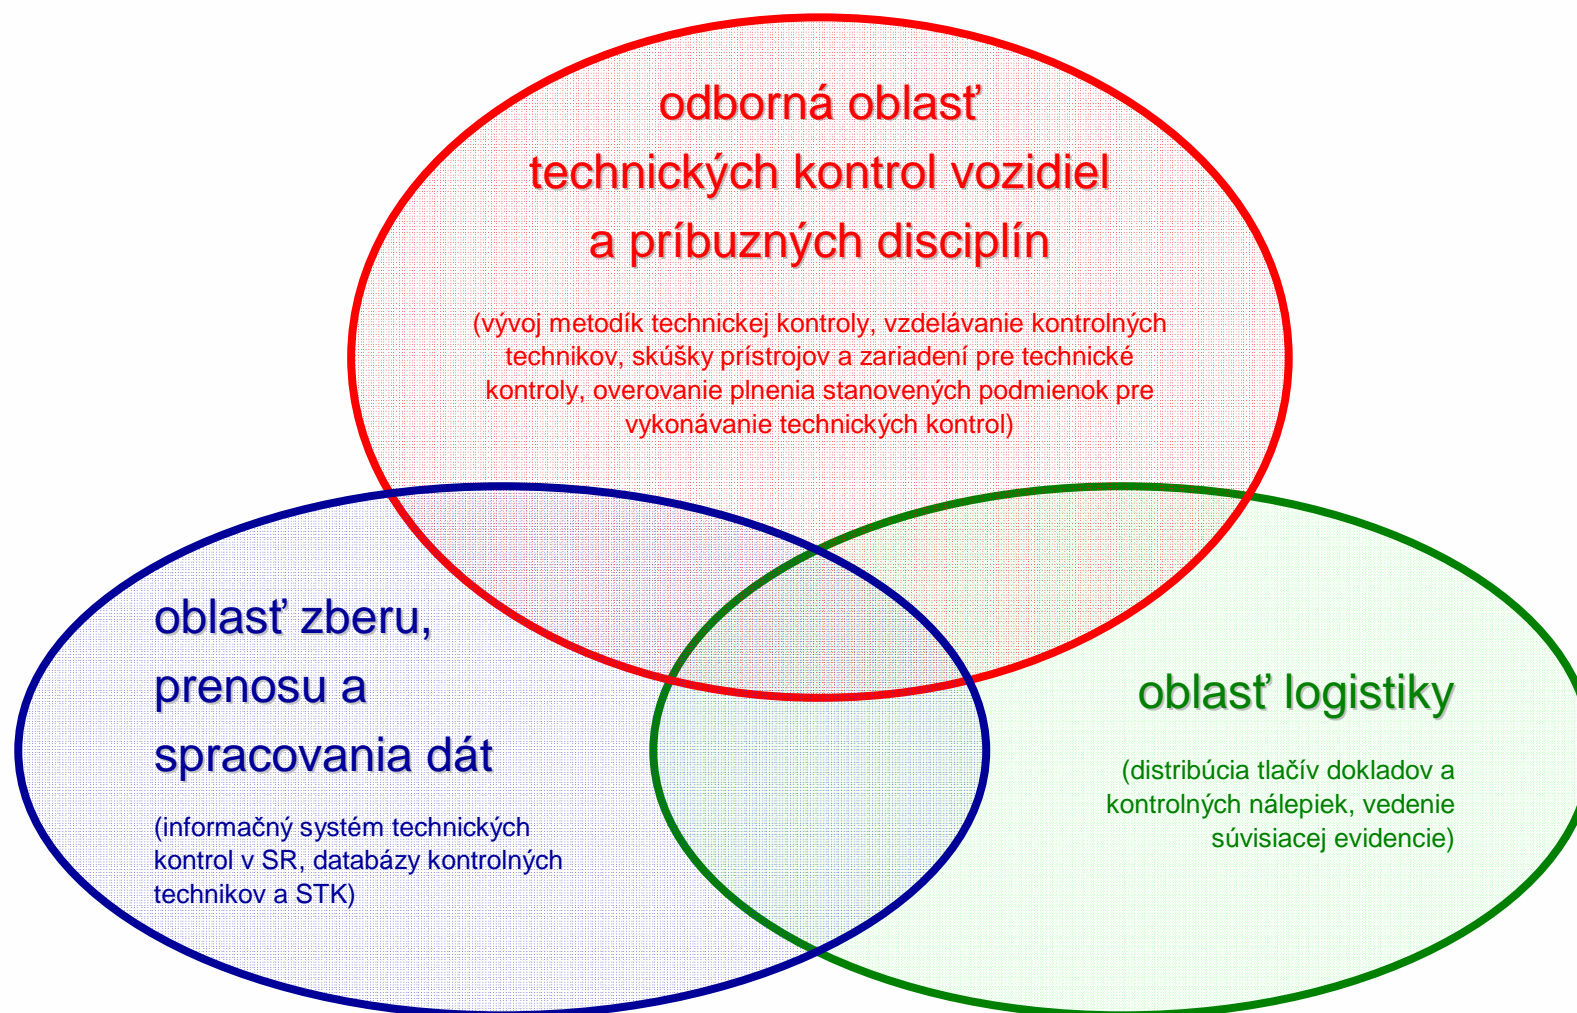 odborná oblasť
technických kontrol vozidiel
a príbuzných disciplín
(vývoj metodík technickej kontroly, vzdelávanie kontrolných
technikov, skúšky prístrojov a zariadení pre technické
kontroly, overovanie plnenia stanovených podmienok pre
vykonávanie technických kontrol)
oblasť zberu,
prenosu a
spracovania dát
(informačný systém technických
kontrol v SR, databázy kontrolných
technikov a STK)
oblasť logistiky
(distribúcia tlačív dokladov a
kontrolných nálepiek, vedenie
súvisiacej evidencie)